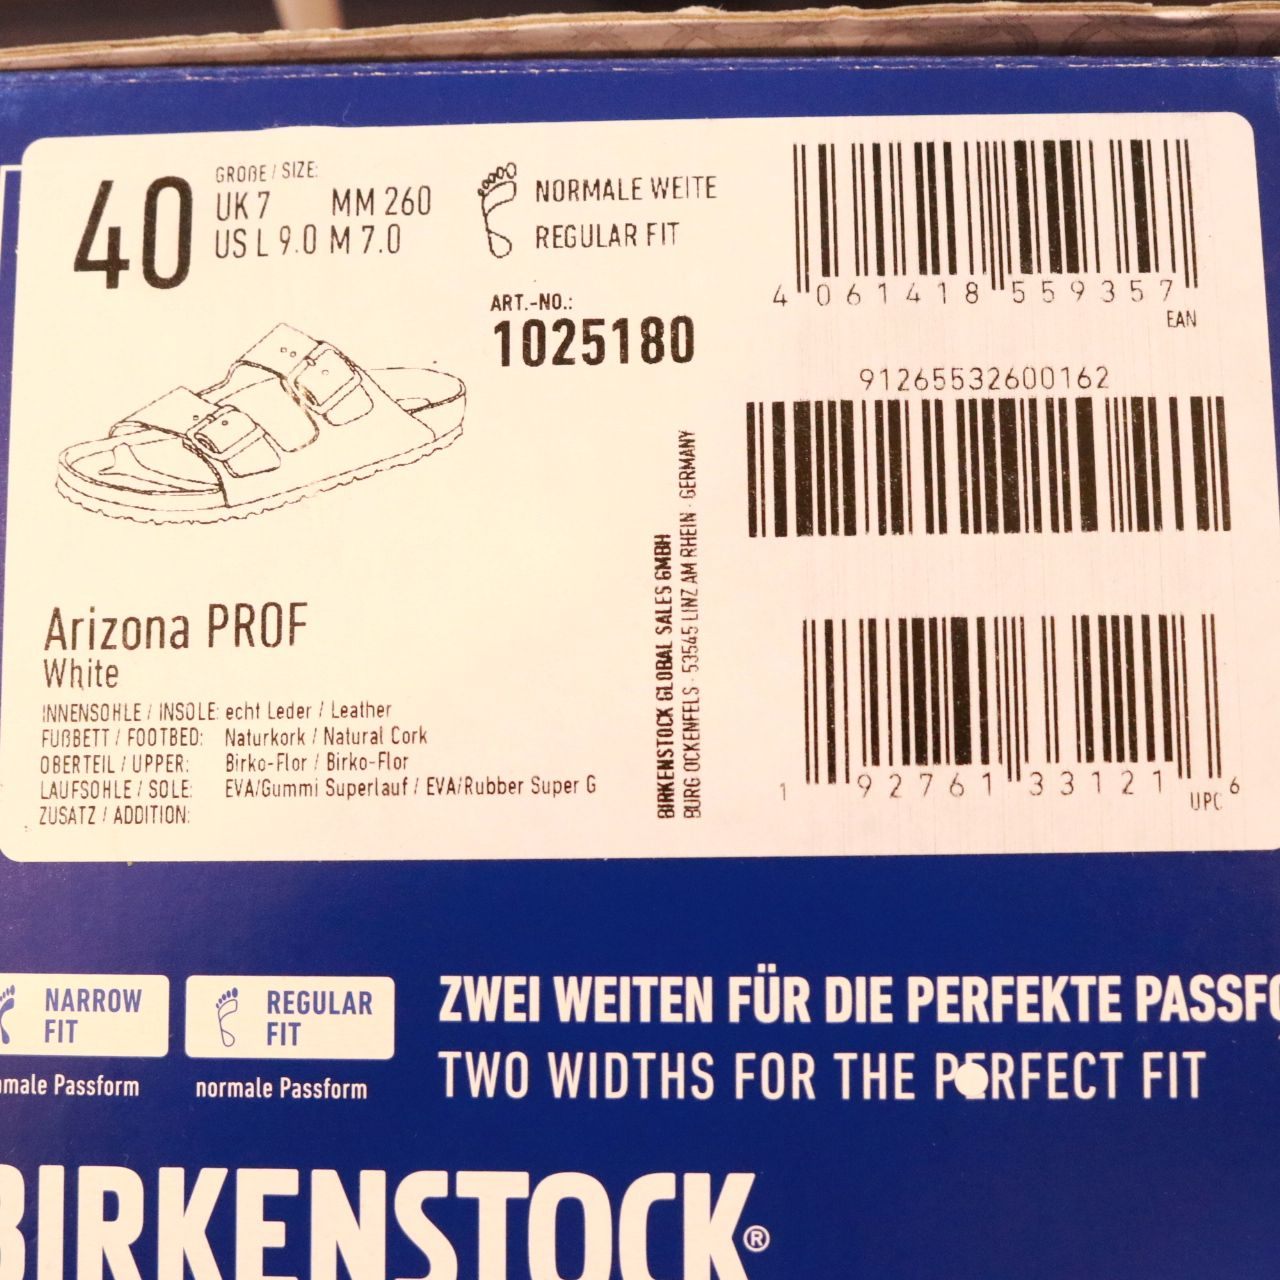 40
GRÖßE / SIZE:
UK 7 MM 260
US L 9.0 M 7.0
NORMALE WEITE
REGULAR FIT
ART.-NO.:
1025180
4 061418 559357
EAN
91265532600162
Arizona PROF
White
INNENSOHLE / INSOLE: echt Leder / Leather
FUßBETT / FOOTBED: Naturkork / Natural Cork
OBERTEIL / UPPER: Birko-Flor / Birko-Flor
LAUFSOHLE / SOLE: EVA/Gummi Superlauf / EVA/Rubber Super G
ZUSATZ / ADDITION:
BIRKENSTOCK GLOBAL SALES GMBH
BURG OCKENFELS · 53545 LINZ AM RHEIN · GERMANY
1 92761 33121 6
UPC
NARROW
FIT
REGULAR
FIT
Passform
normale Passform
ZWEI WEITEN FÜR DIE PERFEKTE
TWO WIDTHS FOR THE PERFECT FIT
BIRKENSTOCK®